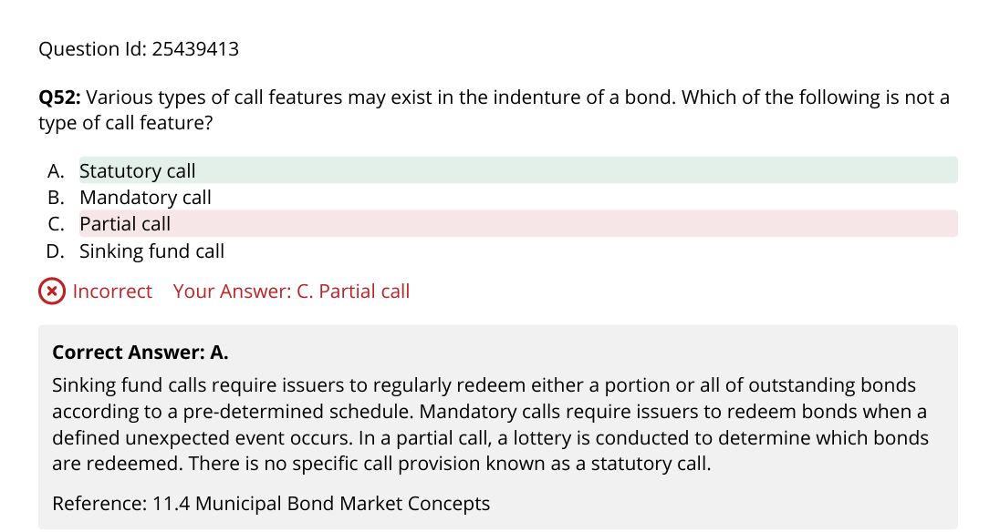 Question Id: 25439413
Q52: Various types of call features may exist in the indenture of a bond. Which of the following is not a
type of call feature?
A. Statutory call
B. Mandatory call
C. Partial call
D. Sinking fund call
Incorrect Your Answer: C. Partial call
Correct Answer: A.
Sinking fund calls require issuers to regularly redeem either a portion or all of outstanding bonds
according to a pre-determined schedule. Mandatory calls require issuers to redeem bonds when a
defined unexpected event occurs. In a partial call, a lottery is conducted to determine which bonds
are redeemed. There is no specific call provision known as a statutory call.
Reference: 11.4 Municipal Bond Market Concepts